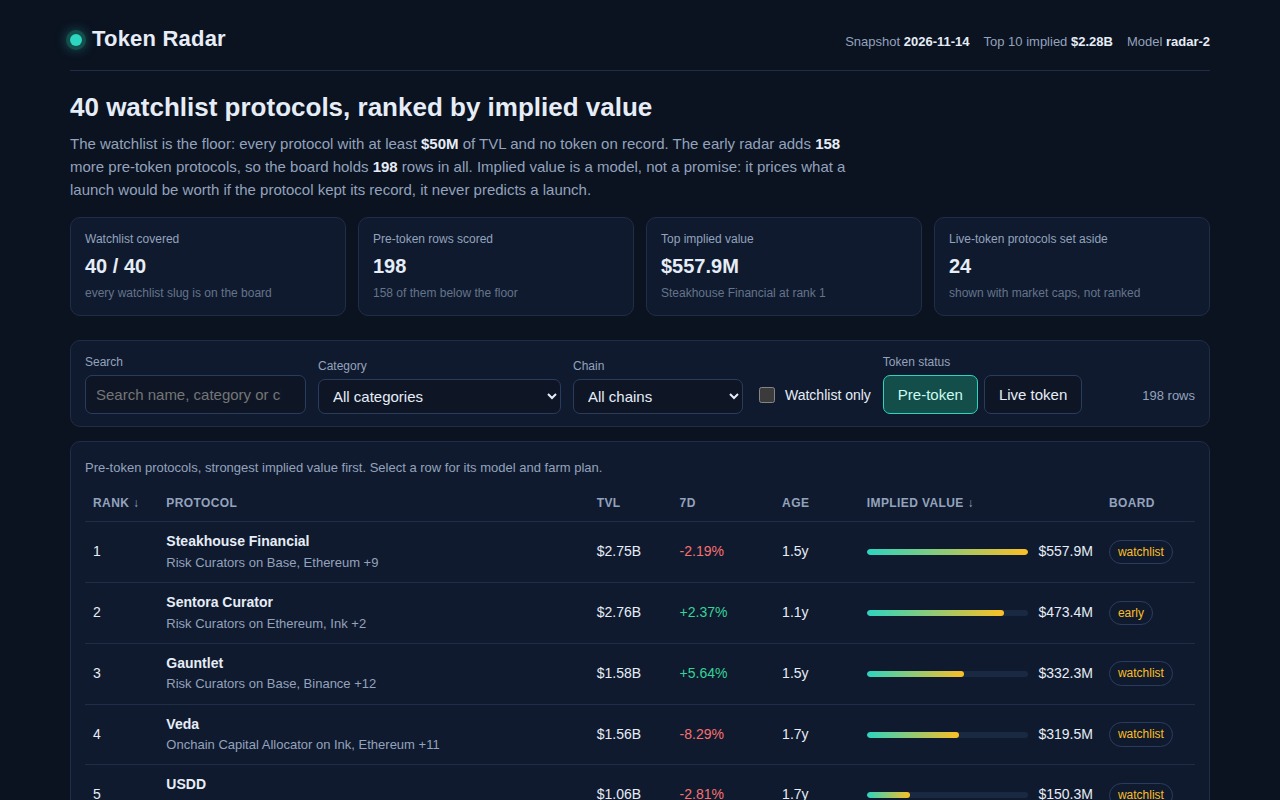 Token Radar
Snapshot 2026-11-14 Top 10 implied $2.28B Model radar-2
40 watchlist protocols, ranked by implied value
The watchlist is the floor: every protocol with at least $50M of TVL and no token on record. The early radar adds 158
more pre-token protocols, so the board holds 198 rows in all. Implied value is a model, not a promise: it prices what a
launch would be worth if the protocol kept its record, it never predicts a launch.
Watchlist covered
40 / 40
every watchlist slug is on the board
Pre-token rows scored
198
158 of them below the floor
Top implied value
$557.9M
Steakhouse Financial at rank 1
Live-token protocols set aside
24
shown with market caps, not ranked
Search
Search name, category or c
Category
All categories
Chain
All chains
Watchlist only
Token status
Pre-token Live token
198 rows
Pre-token protocols, strongest implied value first. Select a row for its model and farm plan.
RANK ↓ PROTOCOL TVL 7D AGE IMPLIED VALUE ↓ BOARD
1 Steakhouse Financial $2.75B -2.19% 1.5y $557.9M watchlist
Risk Curators on Base, Ethereum +9
2 Sentora Curator $2.76B +2.37% 1.1y $473.4M early
Risk Curators on Ethereum, Ink +2
3 Gauntlet $1.58B +5.64% 1.5y $332.3M watchlist
Risk Curators on Base, Binance +12
4 Veda $1.56B -8.29% 1.7y $319.5M watchlist
Onchain Capital Allocator on Ink, Ethereum +11
5 USDD $1.06B -2.81% 1.7y $150.3M watchlist